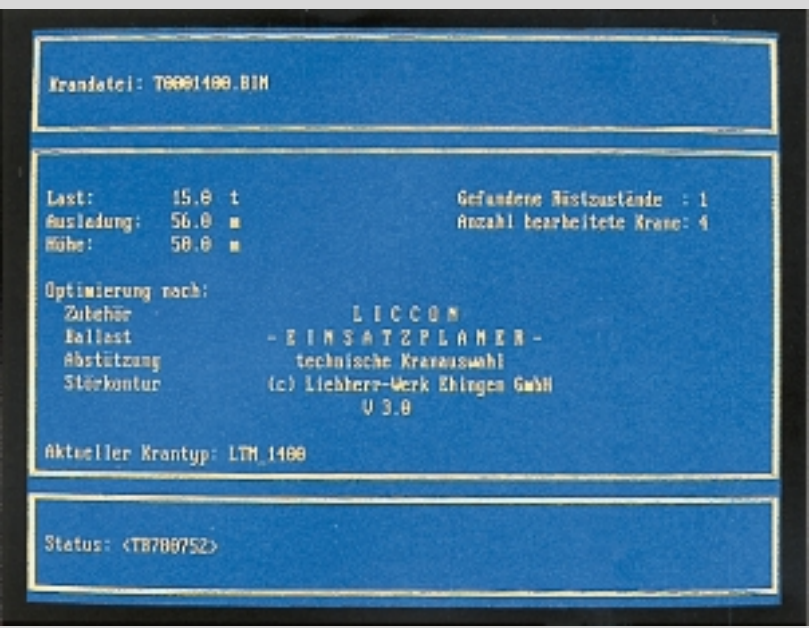 Krandatei: T0001400.BIN
Last: 15.0 t
Ausladung: 56.0 m
Höhe: 50.0 m
Gefundene Rüstzustände : 1
Anzahl bearbeitete Krane: 4
Optimierung nach:
Zubehör
Ballast
Abstützung
Störkontur
L I C C O N
- E I N S A T Z P L A N E R -
technische Kranauswahl
(c) Liebherr-Werk Ehingen GmbH
V 3.0
Aktueller Krantyp: LTM_1400
Status: <TB700752>